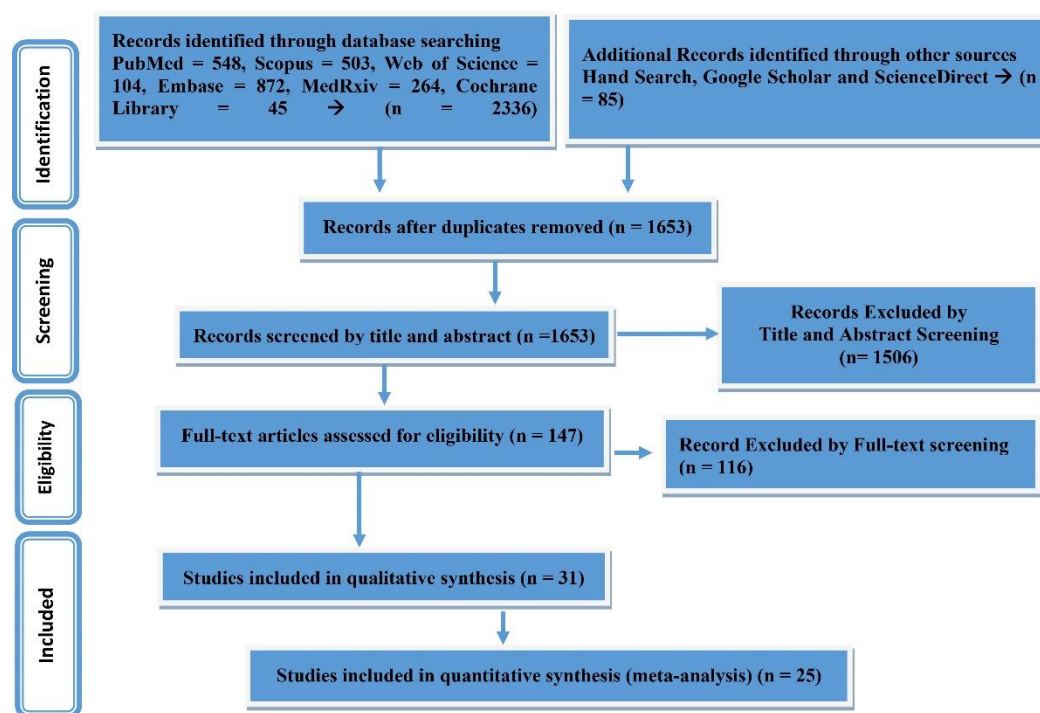 Identification
Records identified through database searching
PubMed = 548, Scopus = 503, Web of Science =
104, Embase = 872, MedRxiv = 264, Cochrane
Library = 45 → (n = 2336)
Additional Records identified through other sources
Hand Search, Google Scholar and ScienceDirect → (n
= 85)
Records after duplicates removed (n = 1653)
Screening
Records screened by title and abstract (n =1653)
Records Excluded by
Title and Abstract Screening
(n= 1506)
Eligibility
Full-text articles assessed for eligibility (n = 147)
Record Excluded by Full-text screening
(n = 116)
Included
Studies included in qualitative synthesis (n = 31)
Studies included in quantitative synthesis (meta-analysis) (n = 25)